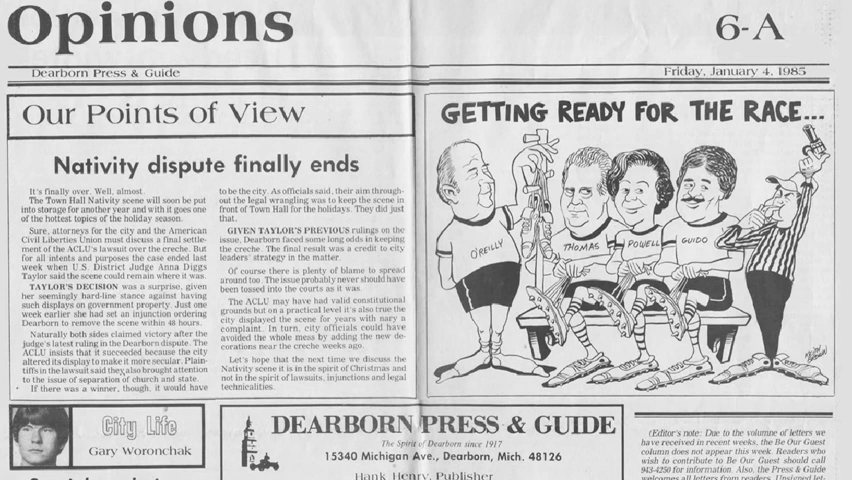 Opinions
6-A
Dearborn Press & Guide
Friday, January 4, 1985
Our Points of View
Nativity dispute finally ends
It's finally over. Well, almost.
The Town Hall Nativity scene will soon be put
into storage for another year and with it goes one
of the hottest topics of the holiday season.
Sure, attorneys for the city and the American
Civil Liberties Union must discuss a final settle-
ment of the ACLU's lawsuit over the creche. But
for all intents and purposes the case ended last
week when U.S. District Judge Anna Diggs
Taylor said the scene could remain where it was.
TAYLOR'S DECISION was a surprise, given
her seemingly hard-line stance against having
such displays on government property. Just one
week earlier she had set an injunction ordering
Dearborn to remove the scene within 48 hours.
Naturally both sides claimed victory after the
judge's latest ruling in the Dearborn dispute. The
ACLU insists that it succeeded because the city
altered its display to make it more secular. Plain-
tiffs in the lawsuit said they also brought attention
to the issue of separation of church and state.
If there was a winner, though, it would have
to be the city. As officials said, their aim through-
out the legal wrangling was to keep the scene in
front of Town Hall for the holidays. They did just
that.
GIVEN TAYLOR'S PREVIOUS rulings on the
issue, Dearborn faced some long odds in keeping
the creche. The final result was a credit to city
leaders' strategy in the matter.
Of course there is plenty of blame to spread
around too. The issue probably never should have
been tossed into the courts as it was.
The ACLU may have had valid constitutional
grounds but on a practical level it's also true the
city displayed the scene for years with nary a
complaint. In turn, city officials could have
avoided the whole mess by adding the new de-
corations near the creche weeks ago.
Let's hope that the next time we discuss the
Nativity scene it is in the spirit of Christmas and
not in the spirit of lawsuits, injunctions and legal
technicalities.
GETTING READY FOR THE RACE...
O'REILLY
THOMAS
POWELL
GUIDO
City Life
Gary Woronchak
DEARBORN PRESS & GUIDE
The Spirit of Dearborn since 1917
15340 Michigan Ave., Dearborn, Mich. 48126
Hank Henry, Publisher
(Editor's note: Due to the volumne of letters we
have received in recent weeks, the Be Our Guest
column does not appear this week. Readers who
wish to contribute to Be Our Guest should call
943-4250 for information. Also, the Press & Guide
welcomes all letters from readers. Unsigned let-